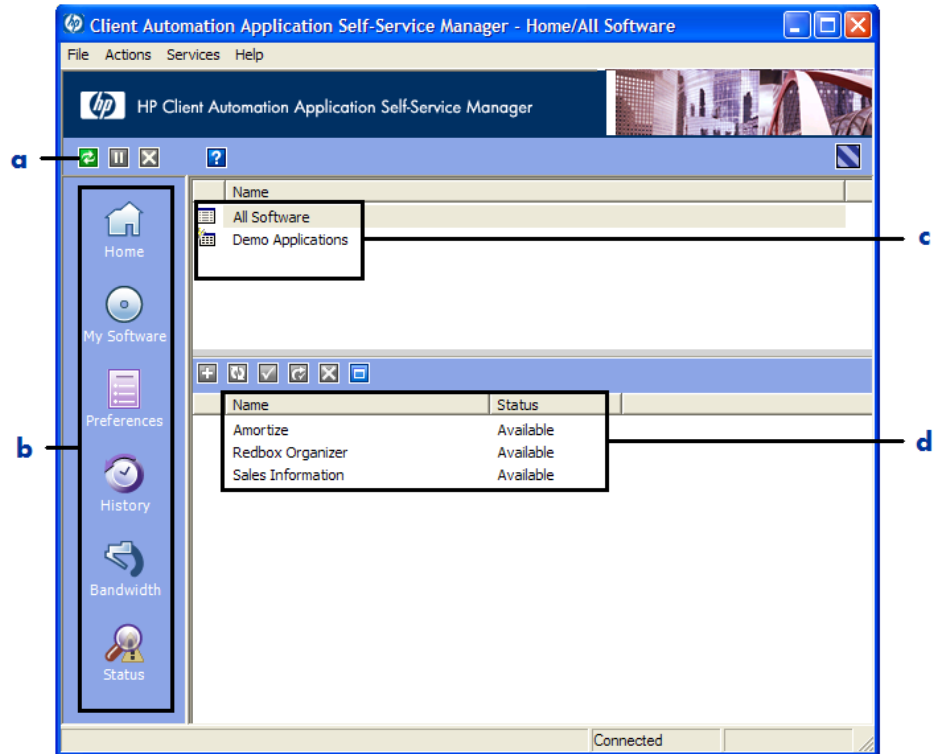 Client Automation Application Self-Service Manager - Home/All Software
File Actions Services Help
hp HP Client Automation Application Self-Service Manager
a
?
Name
All Software
Demo Applications
c
Home
My Software
Preferences
History
Bandwidth
Status
b
Name Status
Amortize Available
Redbox Organizer Available
Sales Information Available
d
Connected